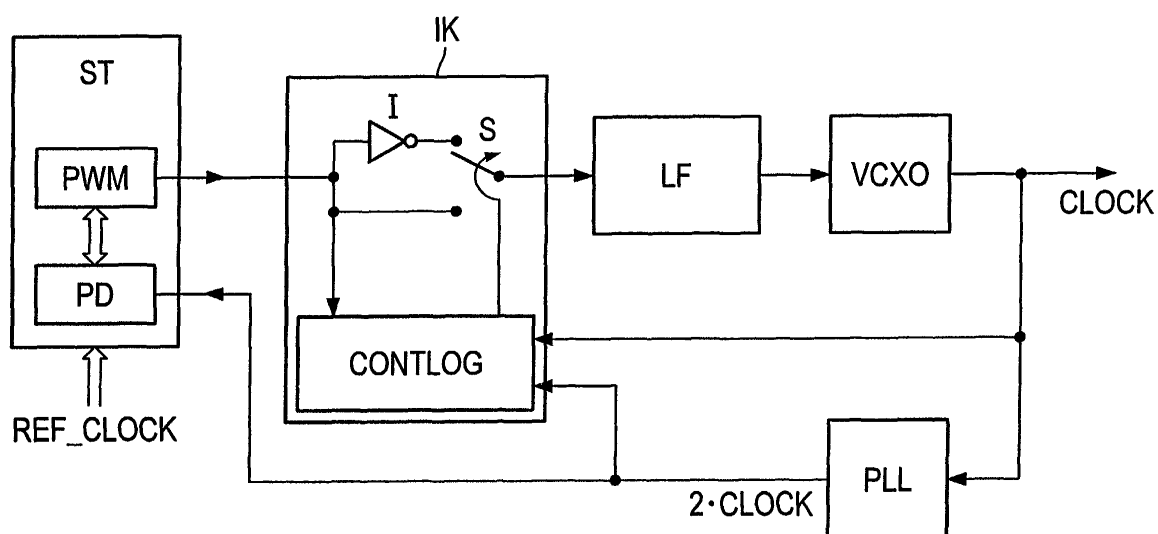 IK
ST
I
S
PWM
LF
VCXO
CLOCK
PD
CONTLOG
REF_CLOCK
2·CLOCK
PLL